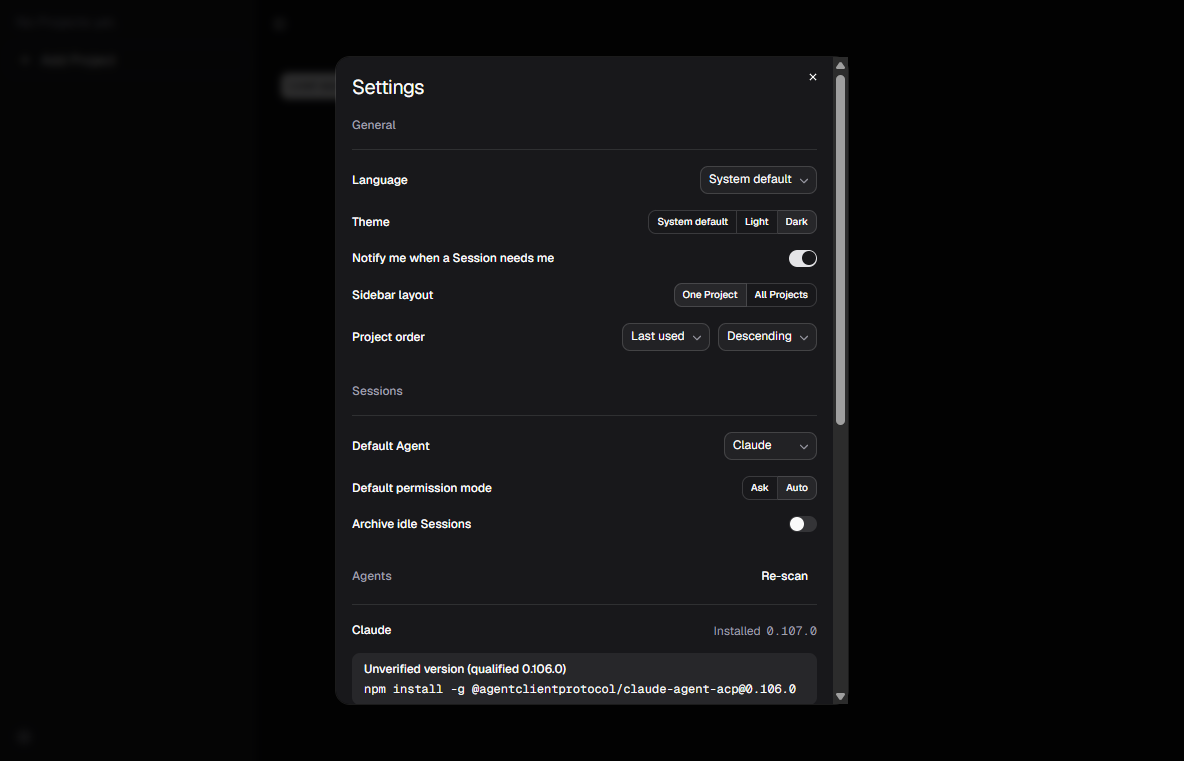 Add Project
Settings
General
Language System default
Theme System default Light Dark
Notify me when a Session needs me
Sidebar layout One Project All Projects
Project order Last used Descending
Sessions
Default Agent Claude
Default permission mode Ask Auto
Archive idle Sessions
Agents Re-scan
Claude Installed 0.107.0
Unverified version (qualified 0.106.0)
npm install -g @agentclientprotocol/claude-agent-acp@0.106.0